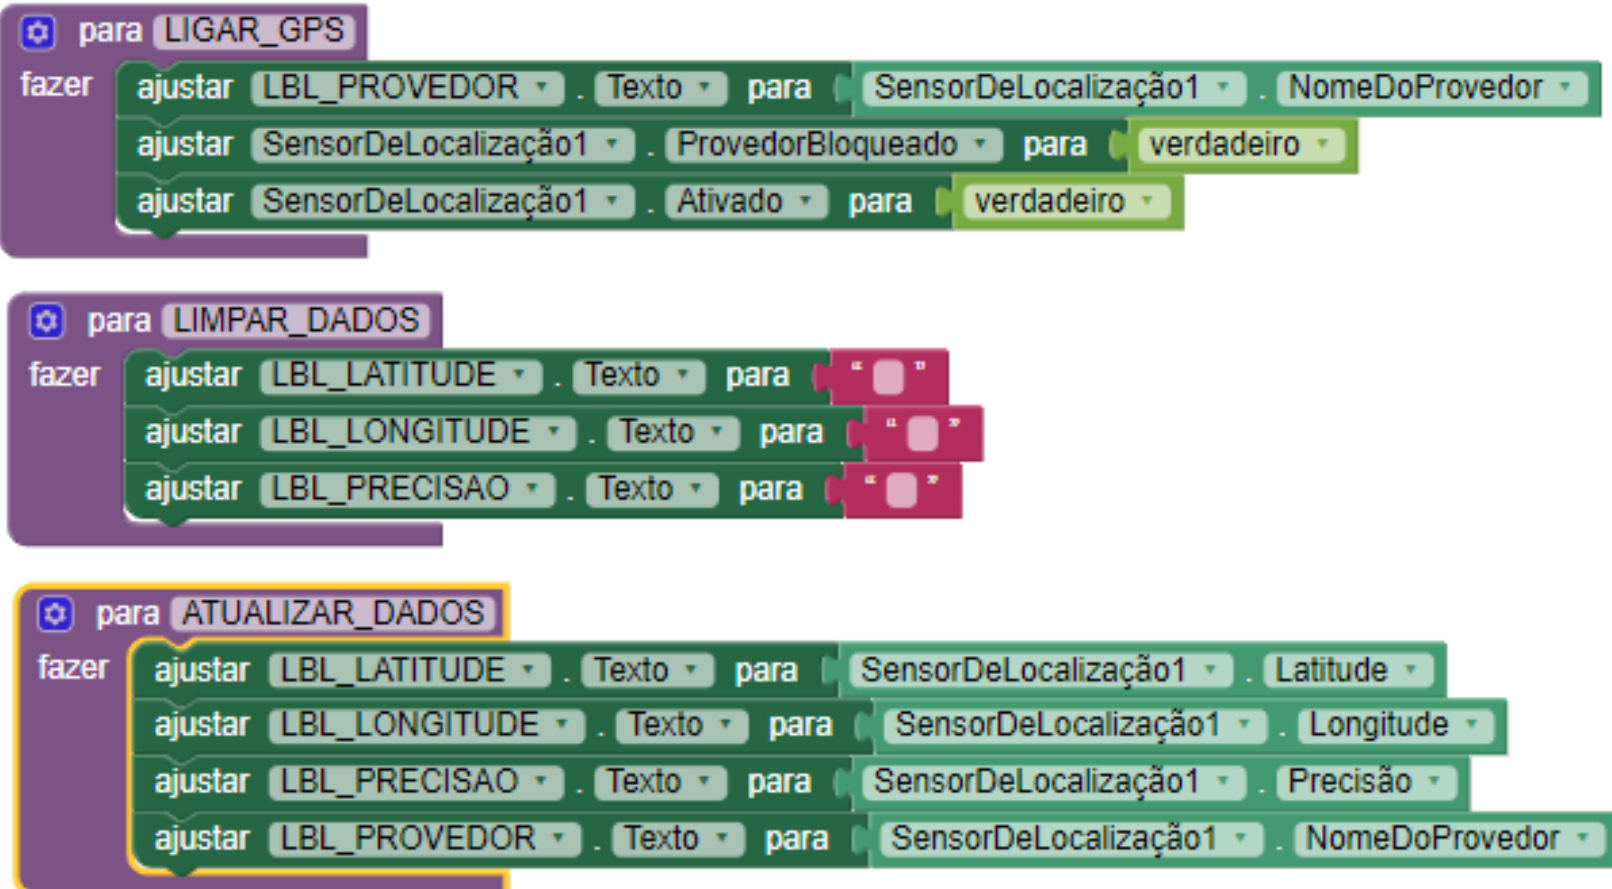 para LIGAR_GPS
fazer ajustar LBL_PROVEDOR . Texto para SensorDeLocalização1 . NomeDoProvedor
ajustar SensorDeLocalização1 . ProvedorBloqueado para verdadeiro
ajustar SensorDeLocalização1 . Ativado para verdadeiro
para LIMPAR_DADOS
fazer ajustar LBL_LATITUDE . Texto para “ ”
ajustar LBL_LONGITUDE . Texto para “ ”
ajustar LBL_PRECISAO . Texto para “ ”
para ATUALIZAR_DADOS
fazer ajustar LBL_LATITUDE . Texto para SensorDeLocalização1 . Latitude
ajustar LBL_LONGITUDE . Texto para SensorDeLocalização1 . Longitude
ajustar LBL_PRECISAO . Texto para SensorDeLocalização1 . Precisão
ajustar LBL_PROVEDOR . Texto para SensorDeLocalização1 . NomeDoProvedor